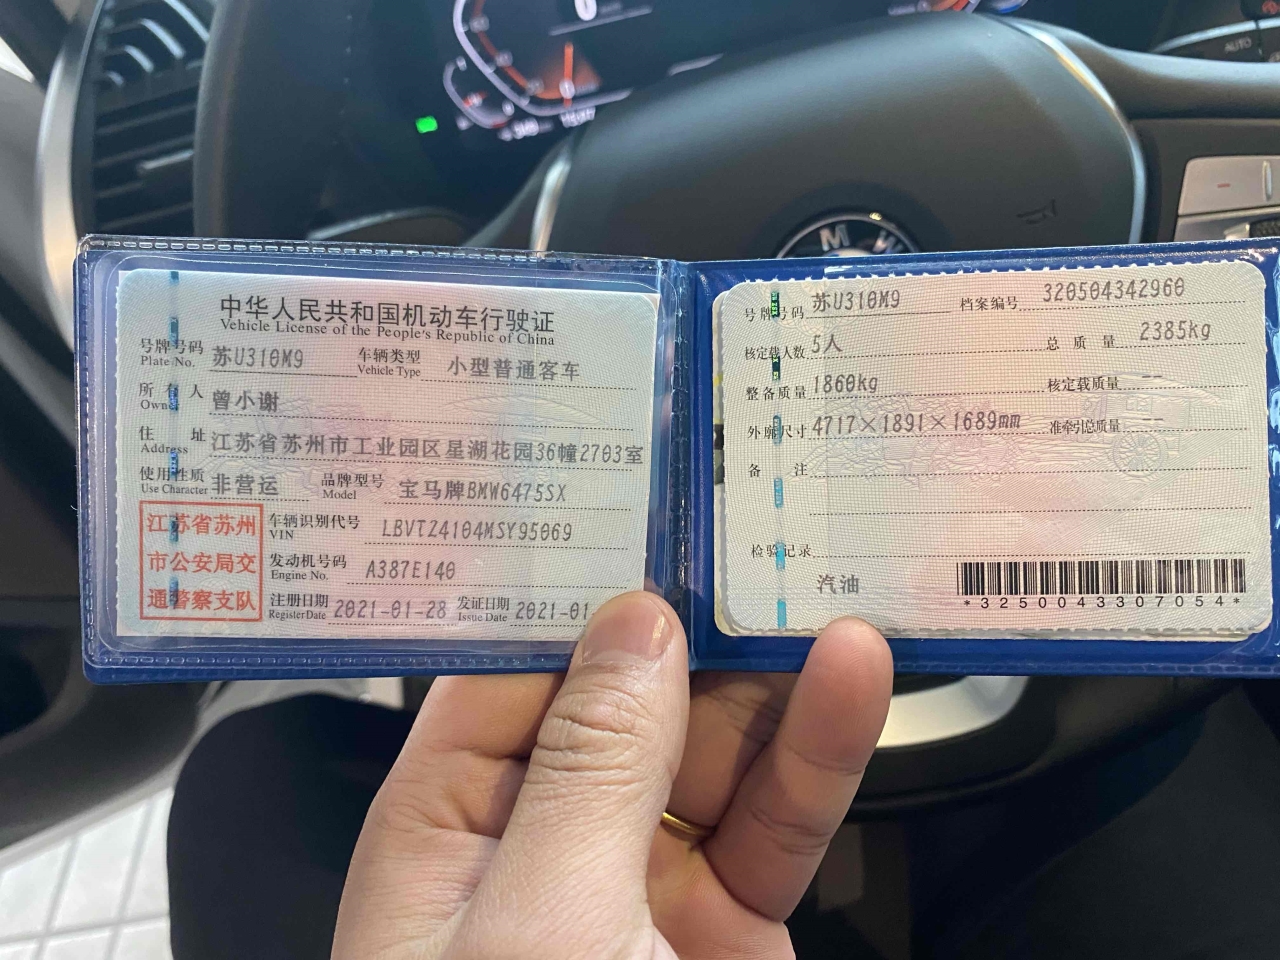 中华人民共和国机动车行驶证
Vehicle License of the People's Republic of China
号牌号码 苏U310M9 车辆类型 小型普通客车
Plate No. Vehicle Type
所有人 曾小谢
Owner
住址 江苏省苏州市工业园区星湖花园36幢2703室
Address
使用性质 非营运 品牌型号 宝马牌BMW6475SX
Use Character Model
江苏省苏州
市公安局交
通警察支队
车辆识别代号 LBVTZ4104MSY95069
VIN
发动机号码 A387E140
Engine No.
注册日期 2021-01-28 发证日期 2021-01-
Register Date Issue Date
号牌号码 苏U310M9 档案编号 320504342960
核定载人数 5人 总质量 2385kg
整备质量 1860kg 核定载质量 --
外廓尺寸 4717×1891×1689mm 准牵引总质量 --
备注
检验记录
汽油
*3250043307054*
AUTO